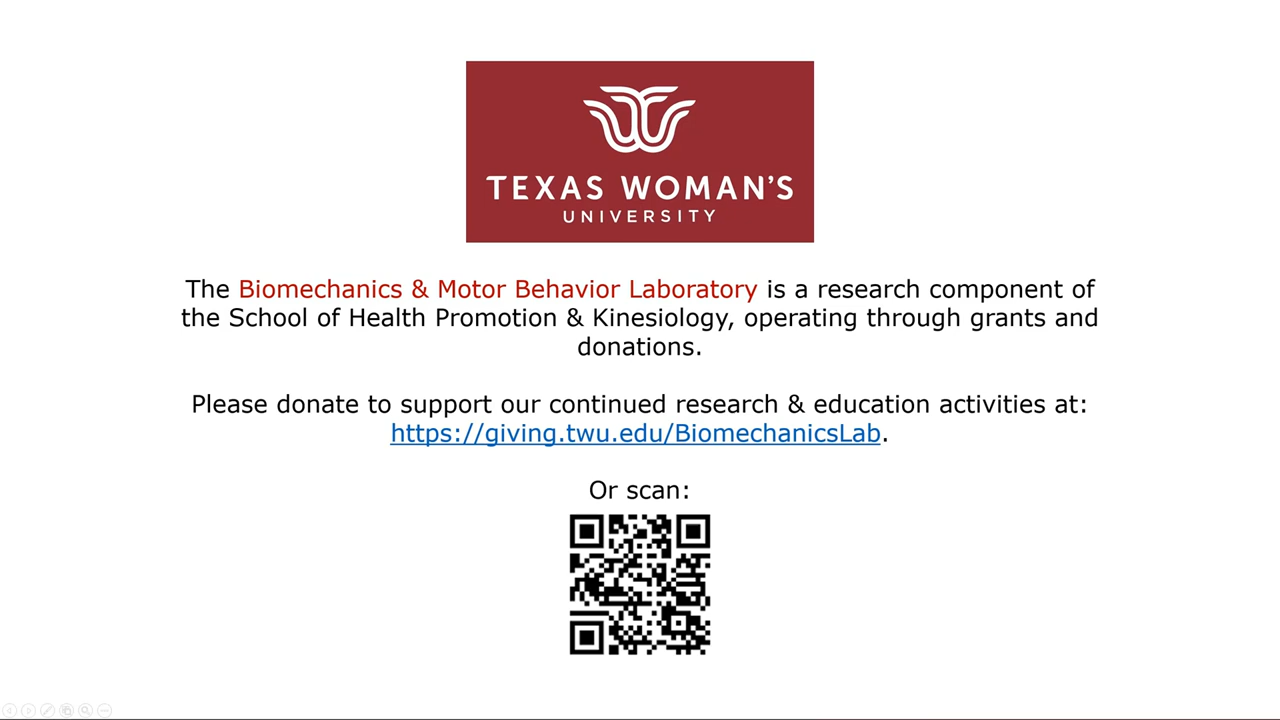 TEXAS WOMAN'S
UNIVERSITY
The Biomechanics & Motor Behavior Laboratory is a research component of
the School of Health Promotion & Kinesiology, operating through grants and
donations.
Please donate to support our continued research & education activities at:
https://giving.twu.edu/BiomechanicsLab.
Or scan: